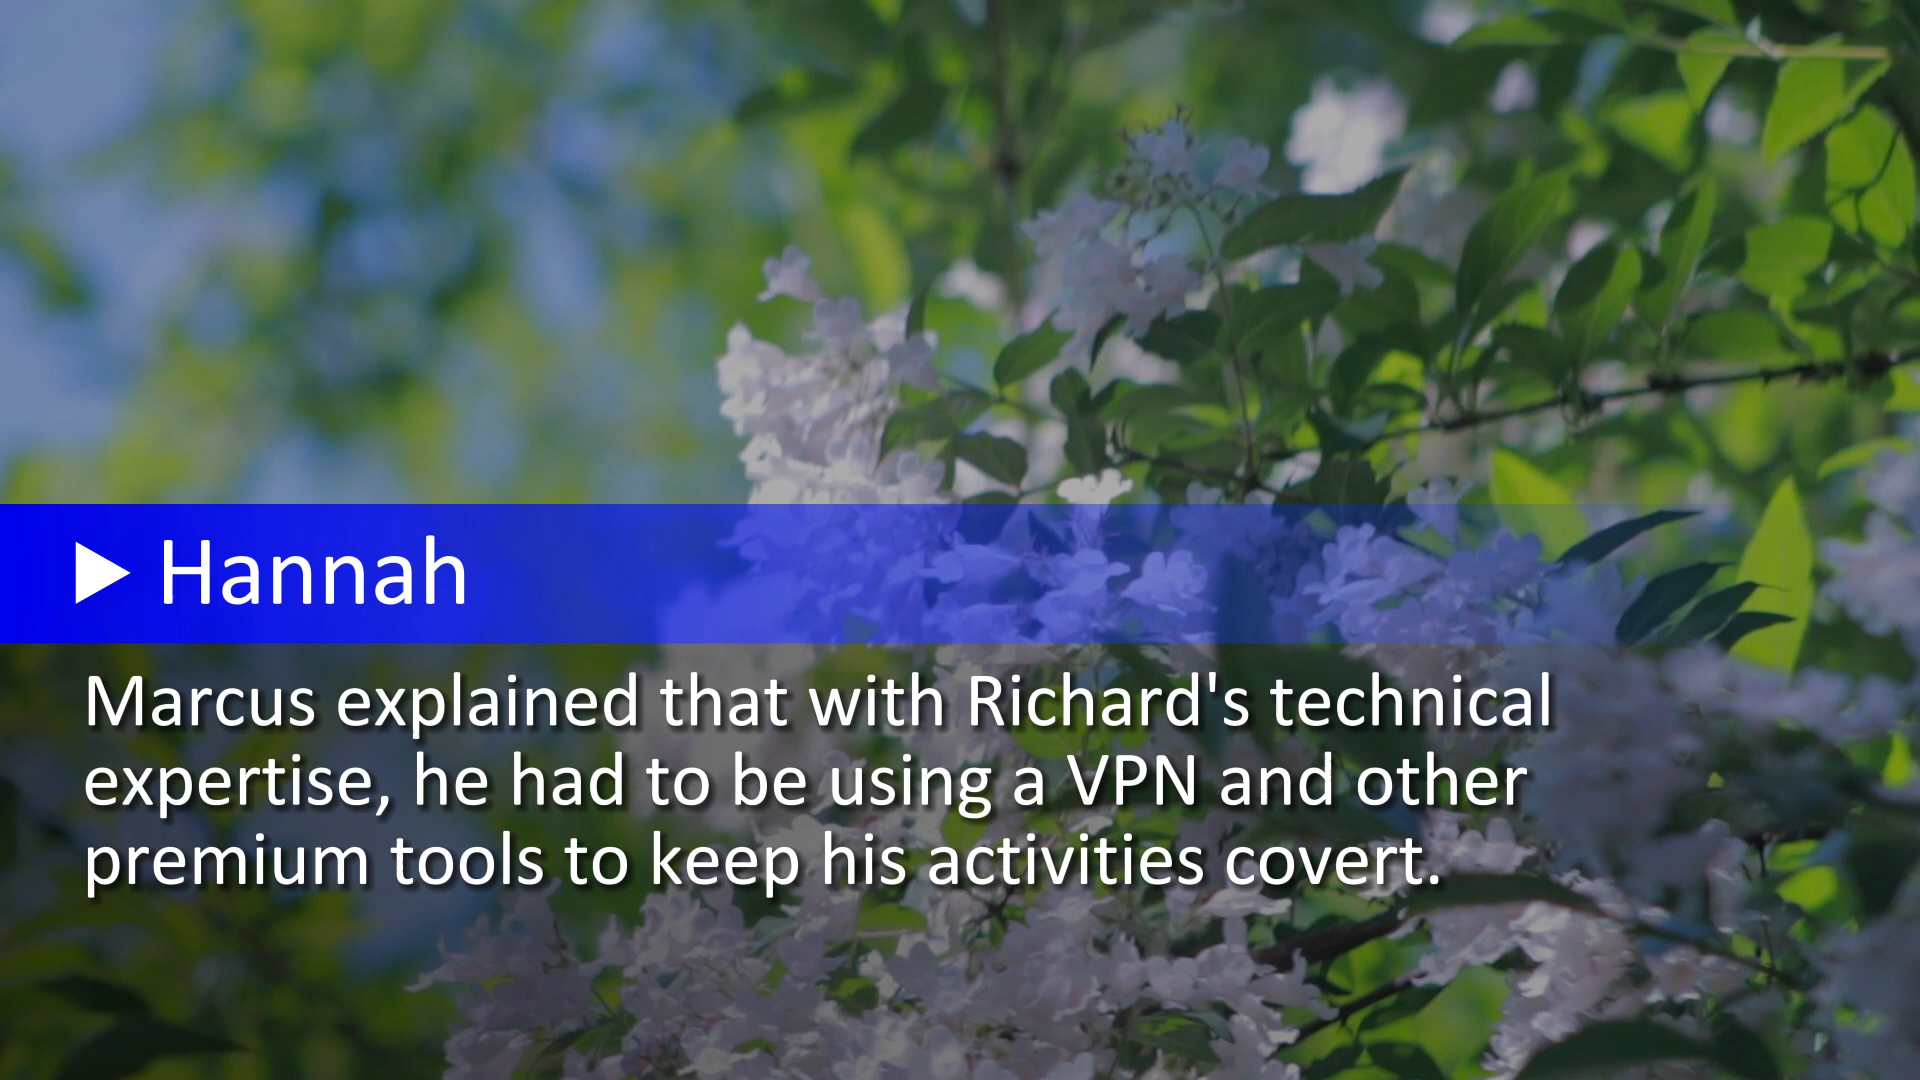 Hannah
Marcus explained that with Richard's technical
expertise, he had to be using a VPN and other
premium tools to keep his activities covert.